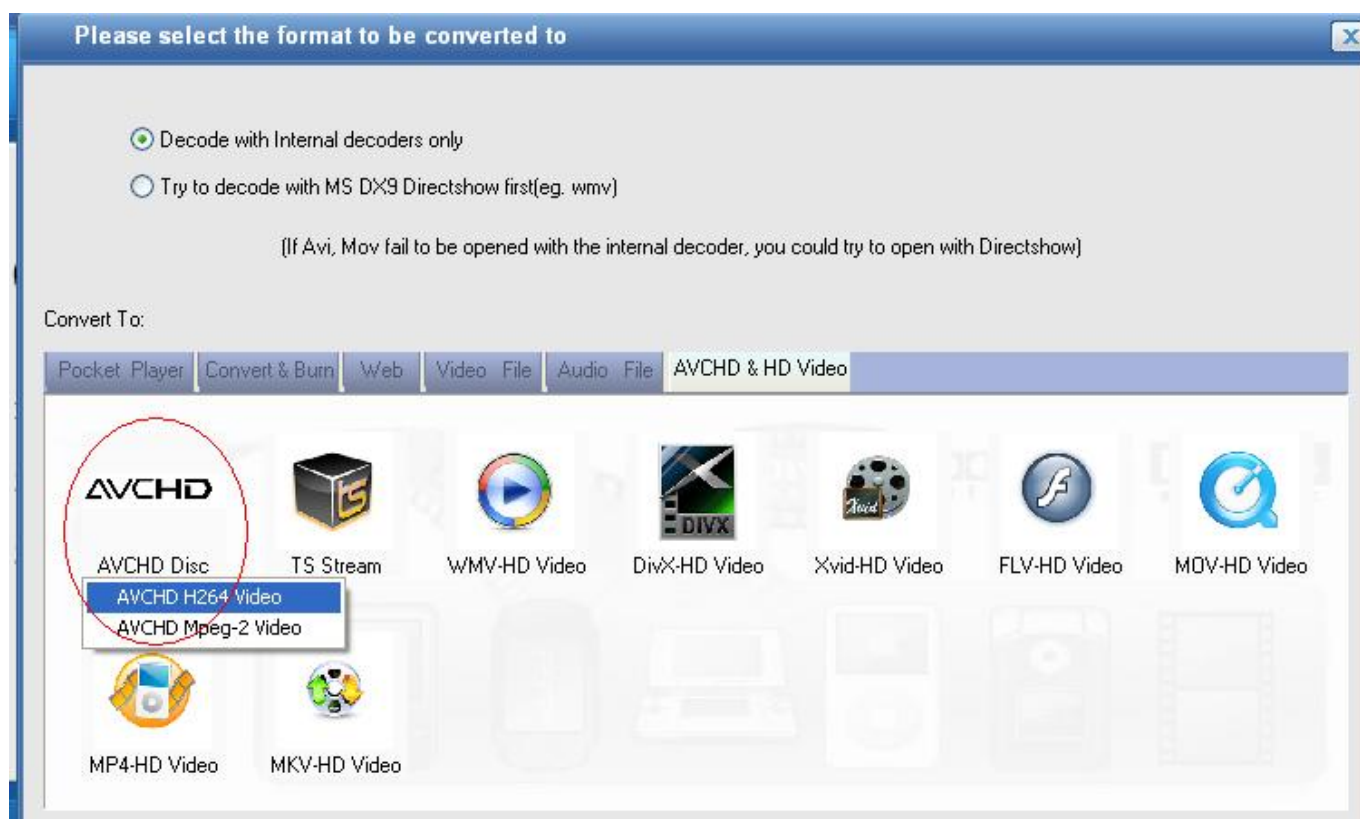 Please select the format to be converted to
X
Decode with Internal decoders only
Try to decode with MS DX9 Directshow first(eg. wmv)
(If Avi, Mov fail to be opened with the internal decoder, you could try to open with Directshow)
Convert To:
Pocket Player Convert & Burn Web Video File Audio File AVCHD & HD Video
AVCHD TS DIVX Xvid
AVCHD Disc TS Stream WMV-HD Video DivX-HD Video Xvid-HD Video FLV-HD Video MOV-HD Video
AVCHD H264 Video
AVCHD Mpeg-2 Video
MP4-HD Video MKV-HD Video